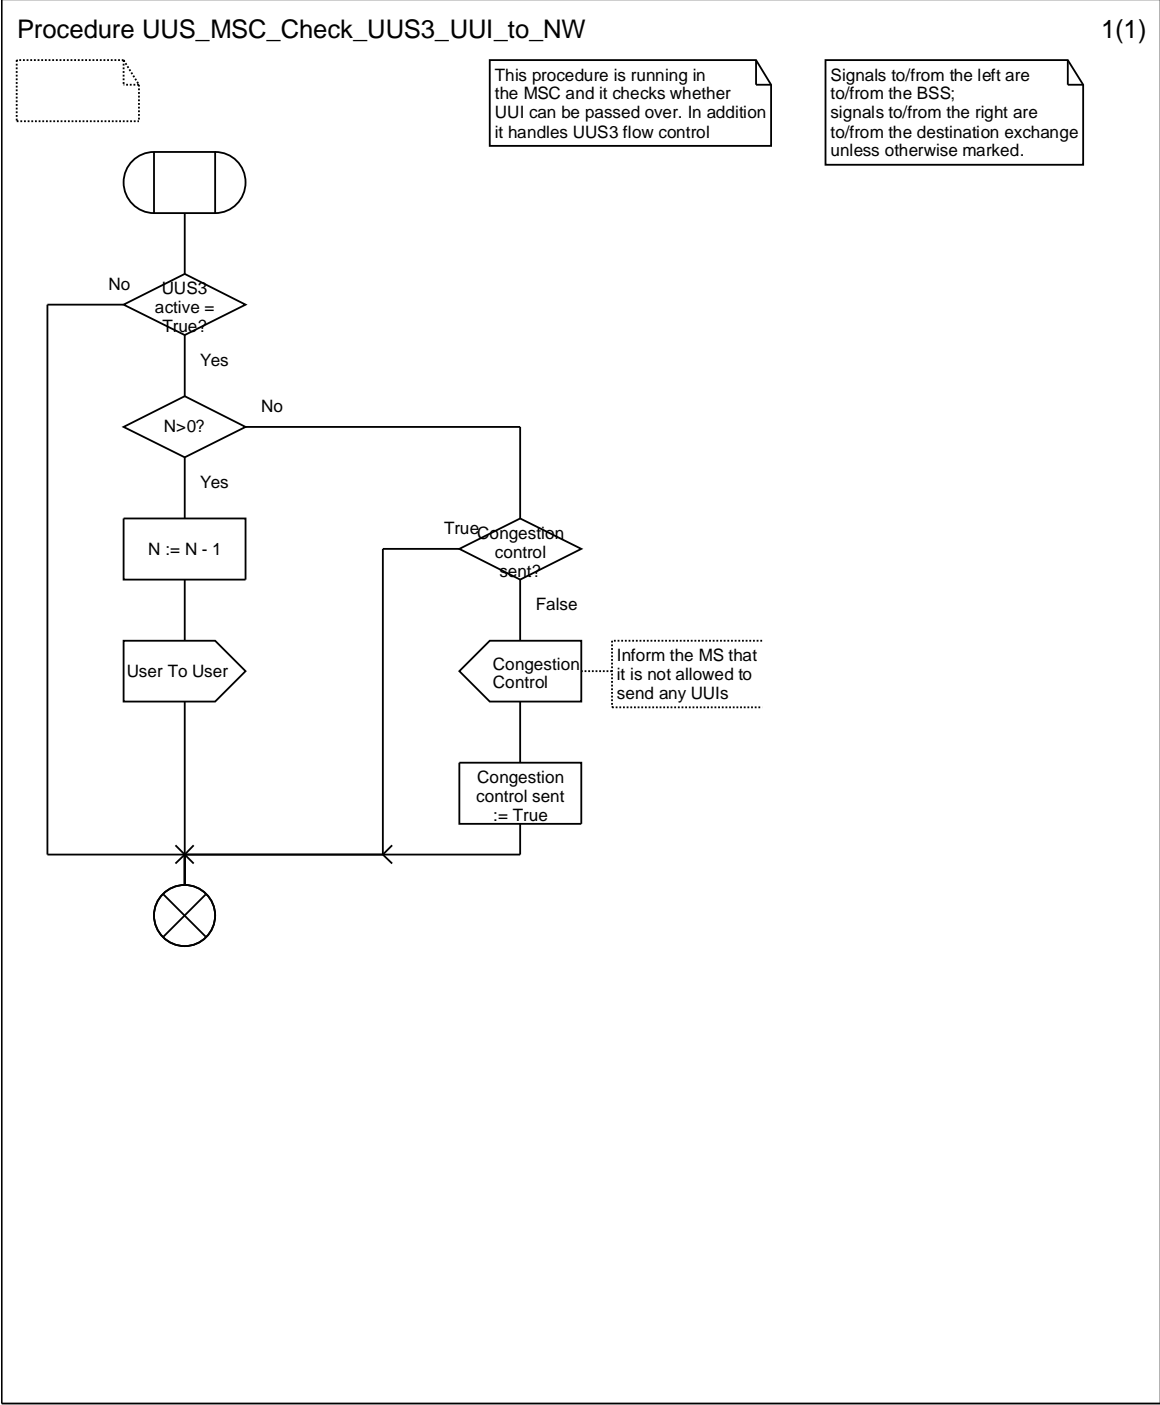 Procedure UUS_MSC_Check_UUS3_UUI_to_NW
1(1)
This procedure is running in
the MSC and it checks whether
UUI can be passed over. In addition
it handles UUS3 flow control
Signals to/from the left are
to/from the BSS;
signals to/from the right are
to/from the destination exchange
unless otherwise marked.
No
UUS3
active =
True?
Yes
N>0?
No
Yes
N := N - 1
True
Congestion
control
sent?
False
User To User
Congestion
Control
Inform the MS that
it is not allowed to
send any UUIs
Congestion
control sent
:= True